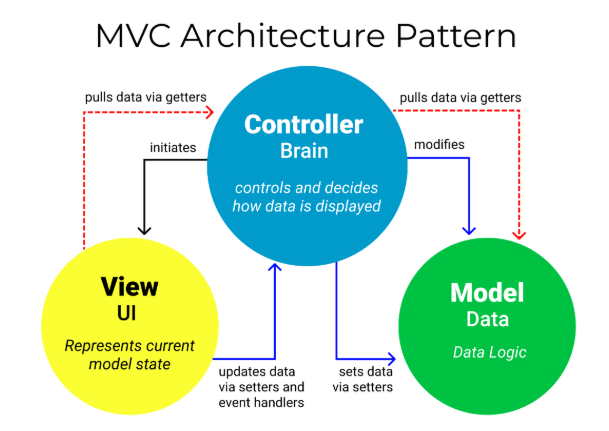 MVC Architecture Pattern
pulls data via getters
pulls data via getters
Controller
Brain
controls and decides
how data is displayed
initiates
modifies
View
UI
Represents current
model state
Model
Data
Data Logic
updates data
via setters and
event handlers
sets data
via setters